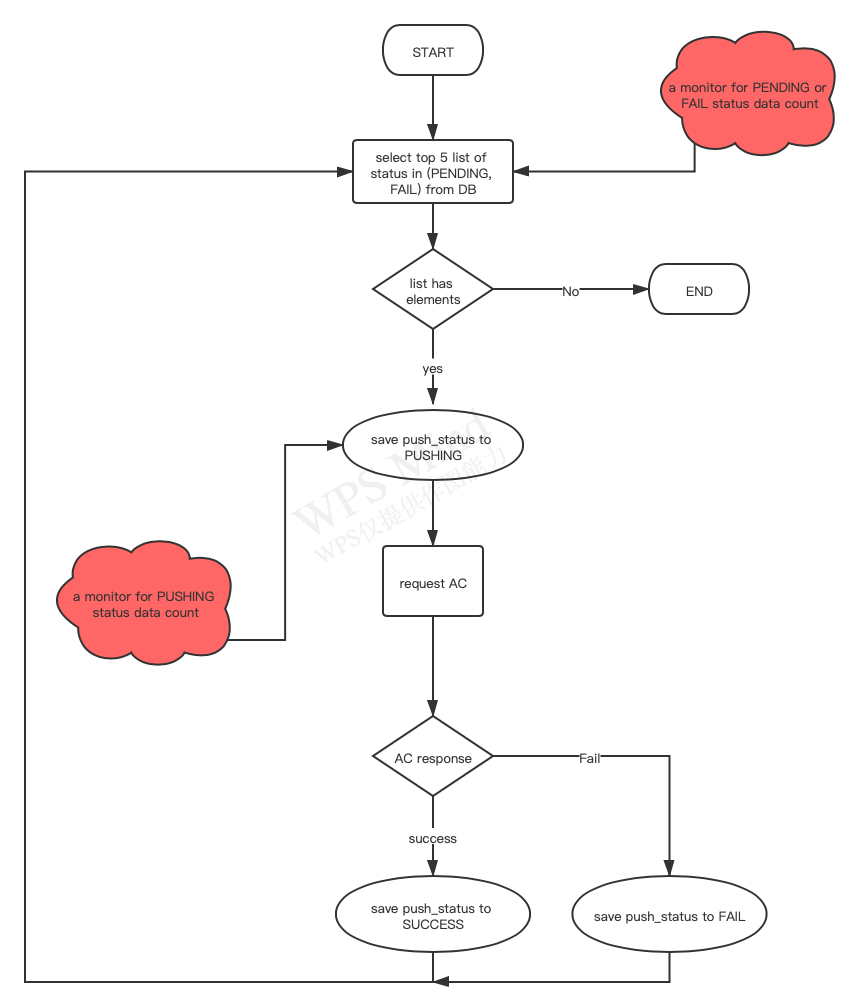 START
a monitor for PENDING or
FAIL status data count
select top 5 list of
status in (PENDING,
FAIL) from DB
list has
elements
No
END
yes
save push_status to
PUSHING
WPS Mind
WPS仅提供作图能力
request AC
a monitor for PUSHING
status data count
AC response
Fail
success
save push_status to
SUCCESS
save push_status to FAIL